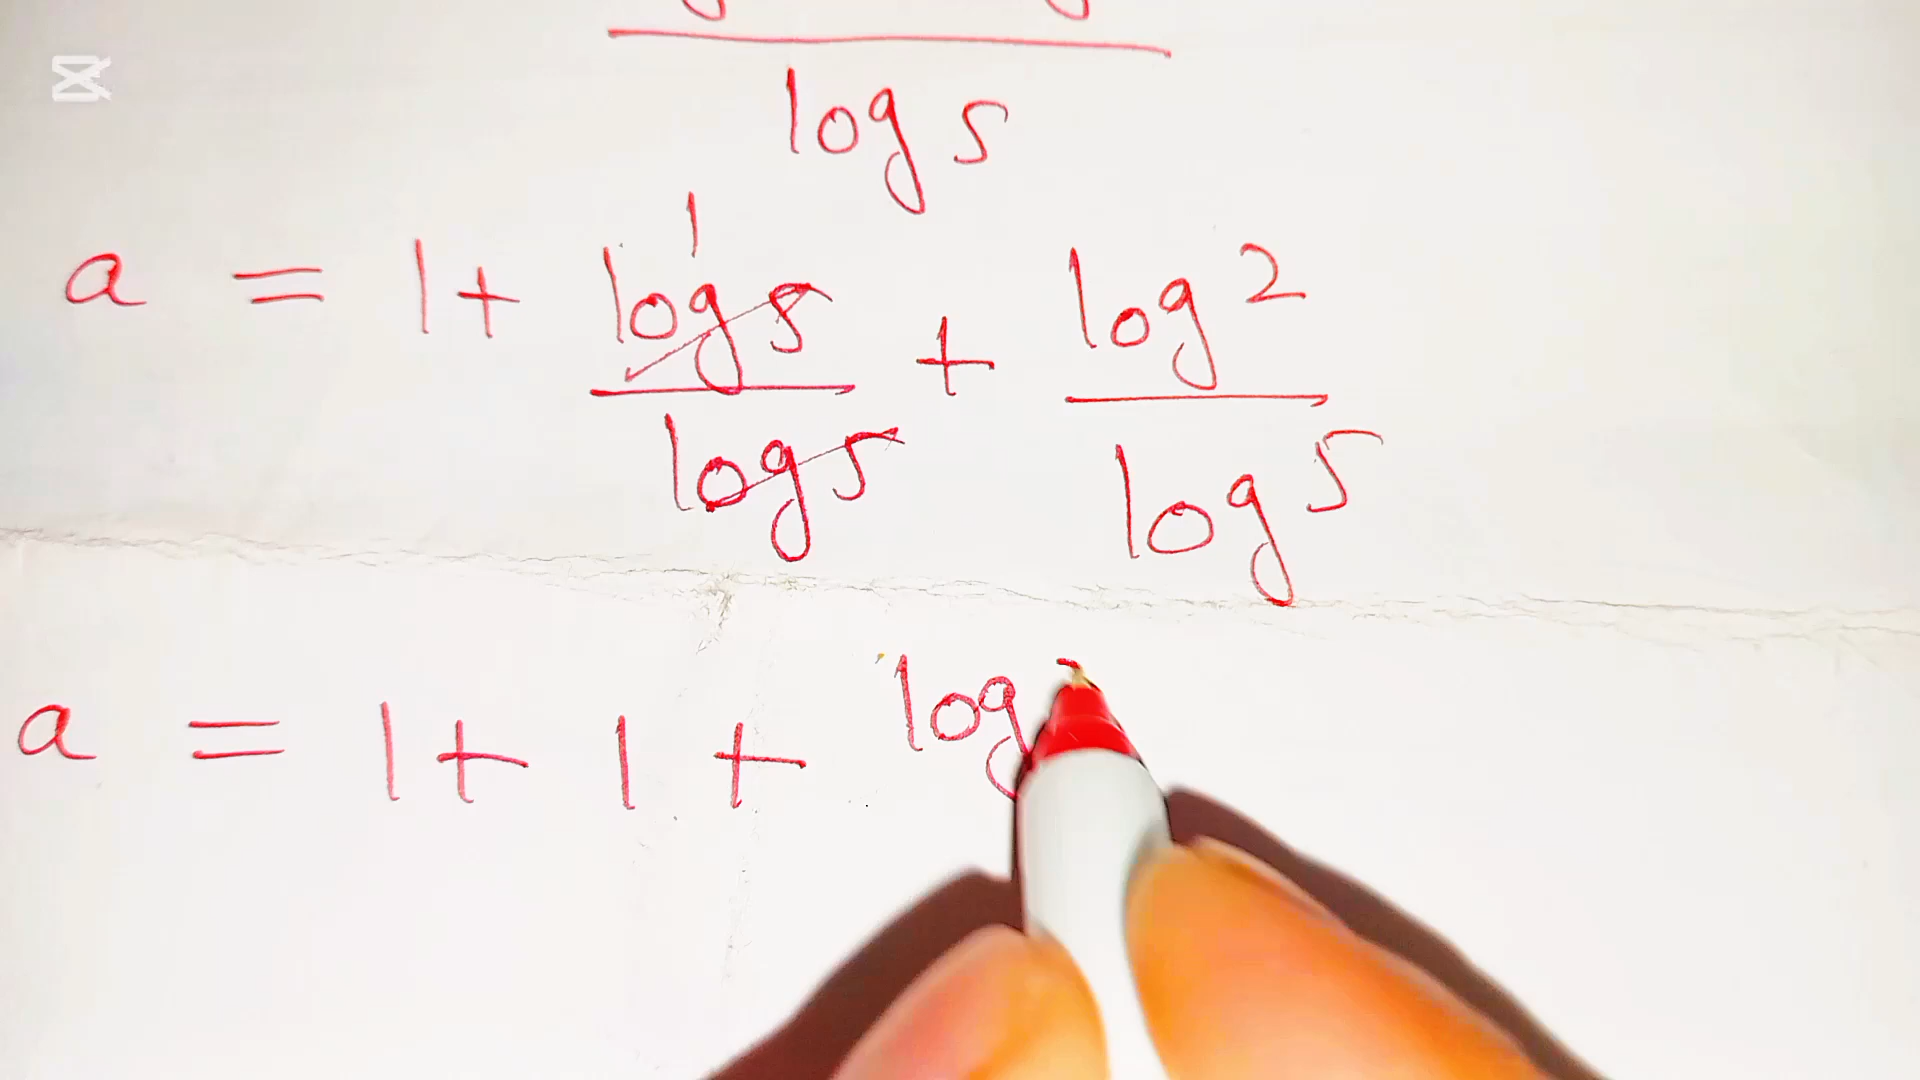 log 5
a = 1 + log 5 / log 5 + log 2 / log 5
1
a = 1 + 1 + log